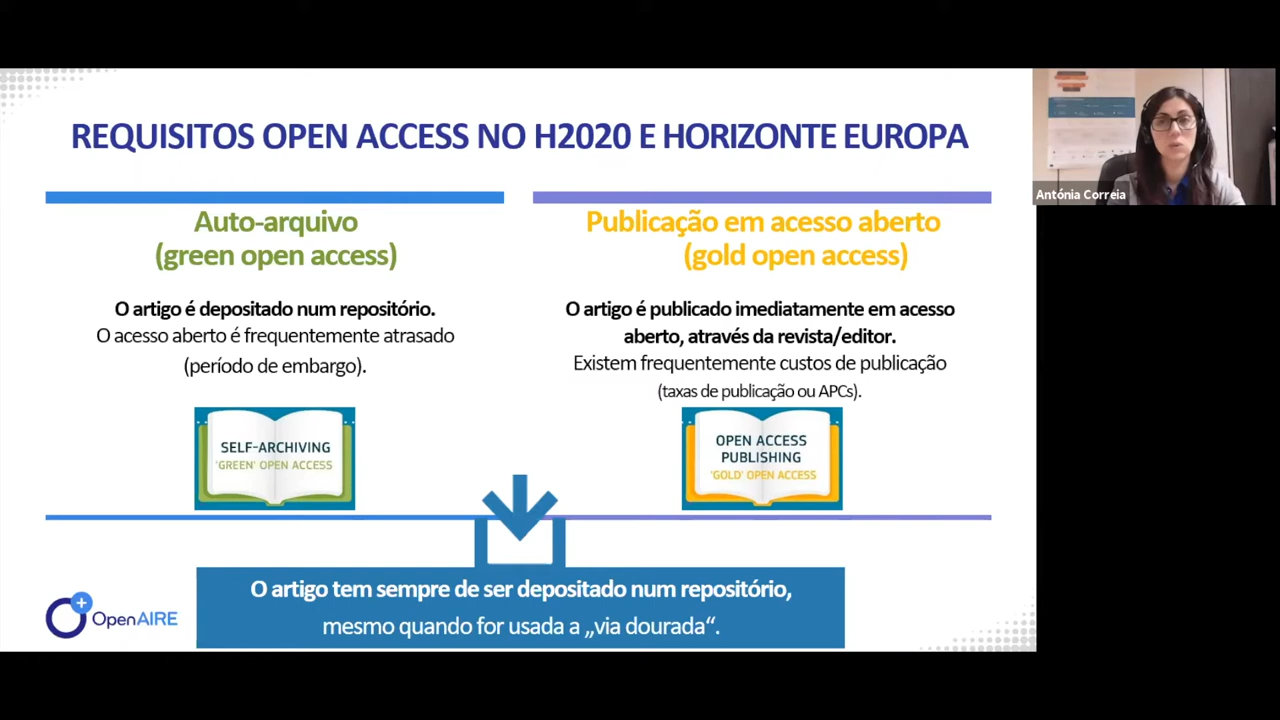 REQUISITOS OPEN ACCESS NO H2020 E HORIZONTE EUROPA
Auto-arquivo
(green open access)
O artigo é depositado num repositório.
O acesso aberto é frequentemente atrasado
(período de embargo).
SELF-ARCHIVING
'GREEN' OPEN ACCESS
Publicação em acesso aberto
(gold open access)
O artigo é publicado imediatamente em acesso
aberto, através da revista/editor.
Existem frequentemente custos de publicação
(taxas de publicação ou APCs).
OPEN ACCESS
PUBLISHING
'GOLD' OPEN ACCESS
O artigo tem sempre de ser depositado num repositório,
mesmo quando for usada a „via dourada“.
OpenAIRE
Antónia Correia